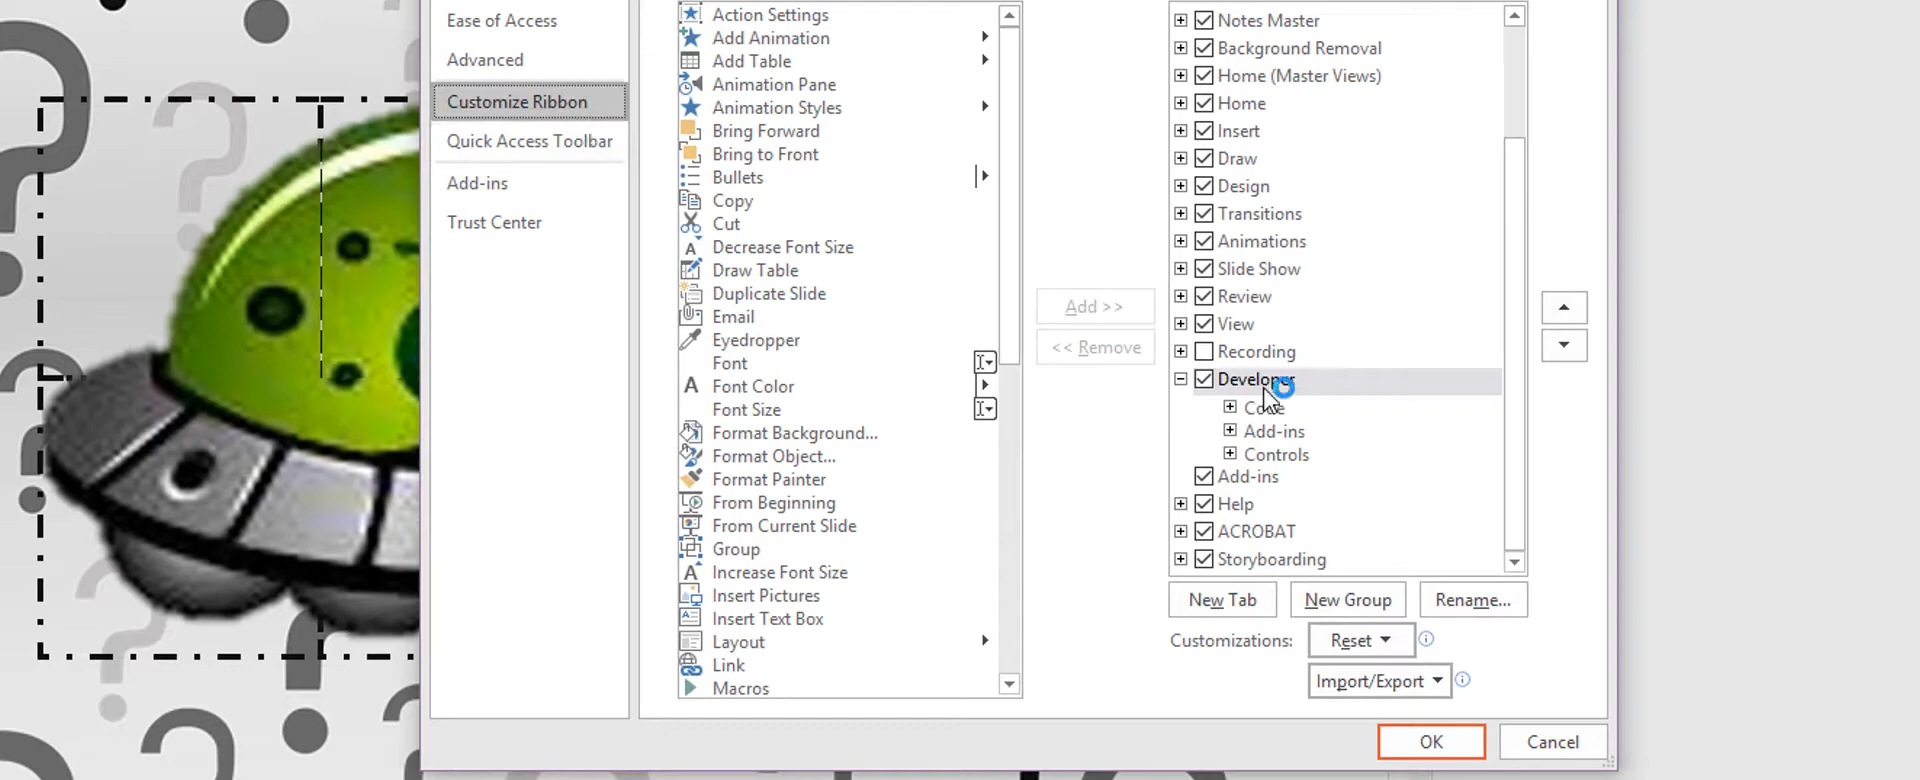 Ease of Access
Advanced
Customize Ribbon
Quick Access Toolbar
Add-ins
Trust Center
Action Settings
Add Animation
Add Table
Animation Pane
Animation Styles
Bring Forward
Bring to Front
Bullets
Copy
Cut
Decrease Font Size
Draw Table
Duplicate Slide
Email
Eyedropper
Font
Font Color
Font Size
Format Background...
Format Object...
Format Painter
From Beginning
From Current Slide
Group
Increase Font Size
Insert Pictures
Insert Text Box
Layout
Link
Macros
Add >>
<< Remove
Notes Master
Background Removal
Home (Master Views)
Home
Insert
Draw
Design
Transitions
Animations
Slide Show
Review
View
Recording
Developer
Code
Add-ins
Controls
Add-ins
Help
ACROBAT
Storyboarding
New Tab
New Group
Rename...
Customizations:
Reset
Import/Export
OK
Cancel